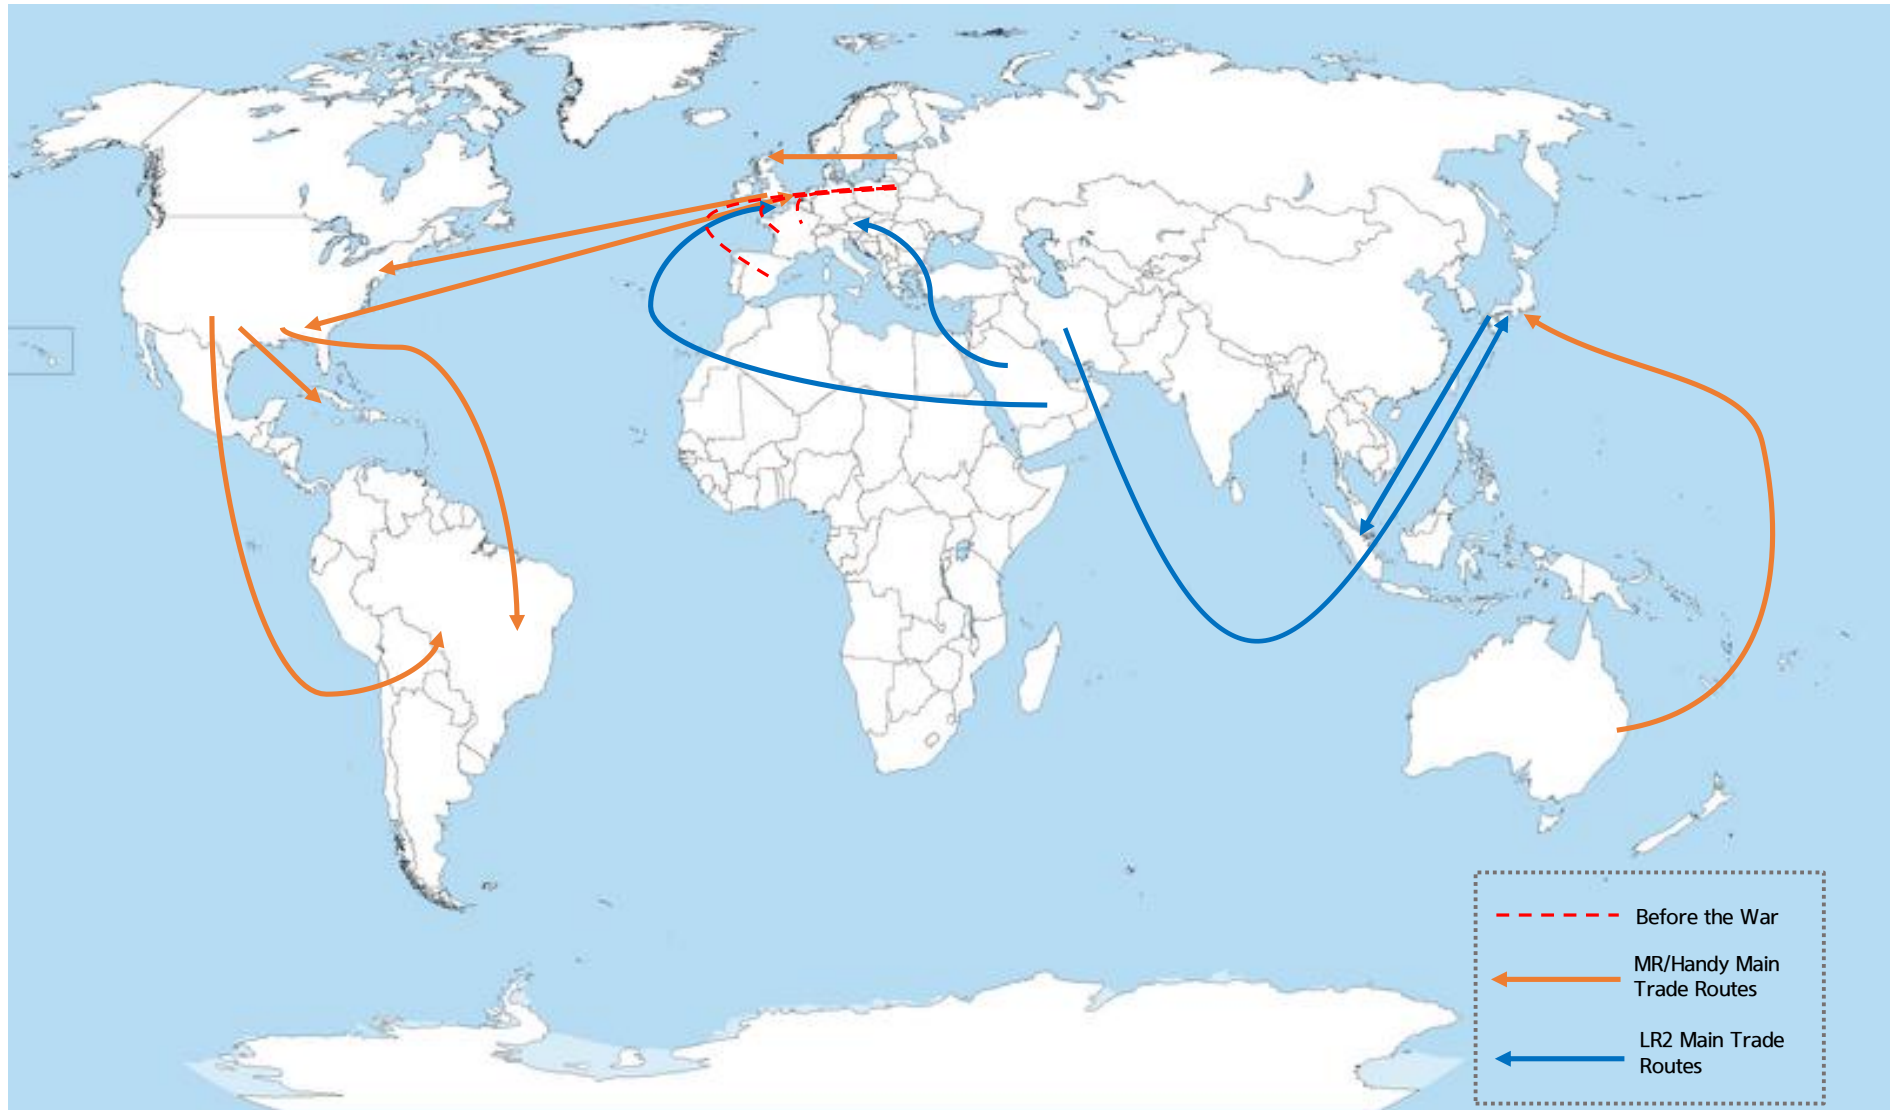 Before the War
MR/Handy Main
Trade Routes
LR2 Main Trade
Routes